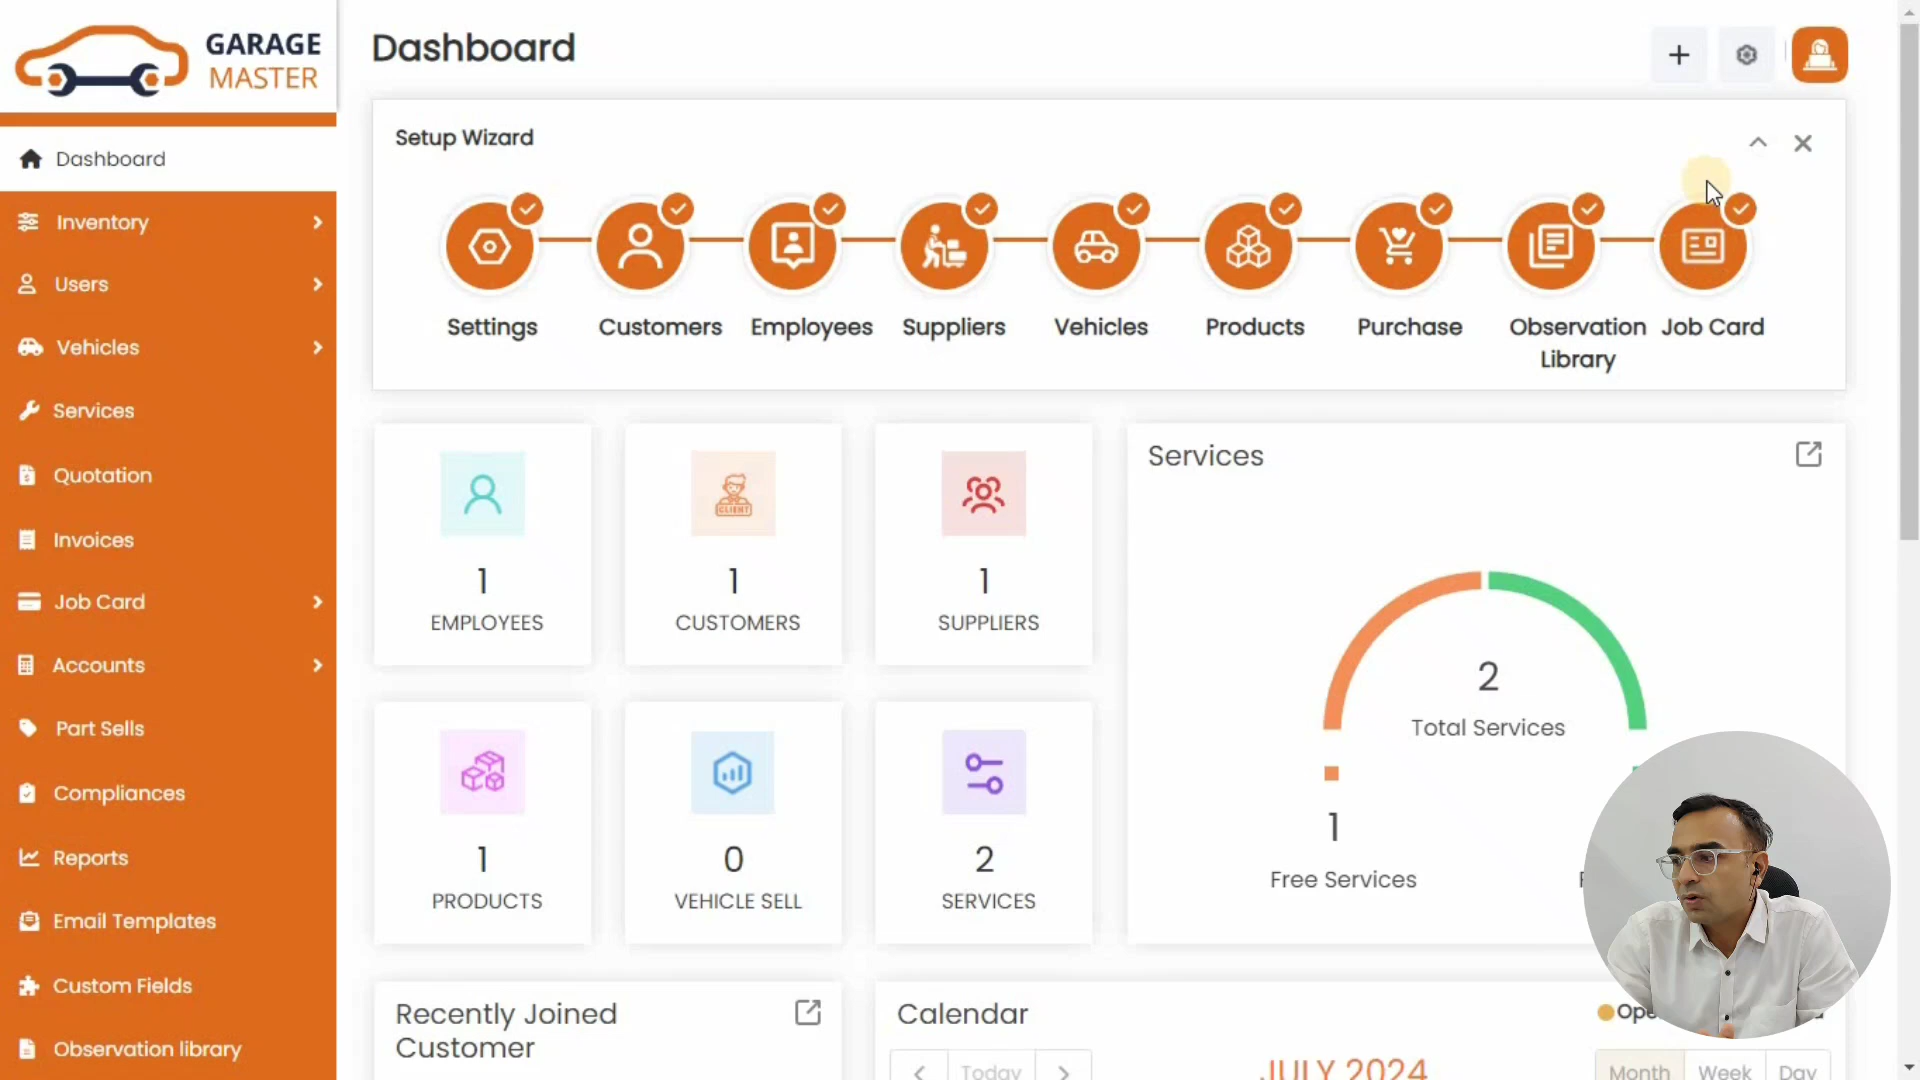 GARAGE
MASTER
Dashboard
Dashboard
Inventory
Users
Vehicles
Services
Quotation
Invoices
Job Card
Accounts
Part Sells
Compliances
Reports
Email Templates
Custom Fields
Observation library
Setup Wizard
Settings
Customers
Employees
Suppliers
Vehicles
Products
Purchase
Observation
Library
Job Card
1
EMPLOYEES
CLIENT
1
CUSTOMERS
1
SUPPLIERS
1
PRODUCTS
0
VEHICLE SELL
2
SERVICES
Services
2
Total Services
1
Free Services
Recently Joined
Customer
Calendar
Today
JULY 2024
Month Week Day